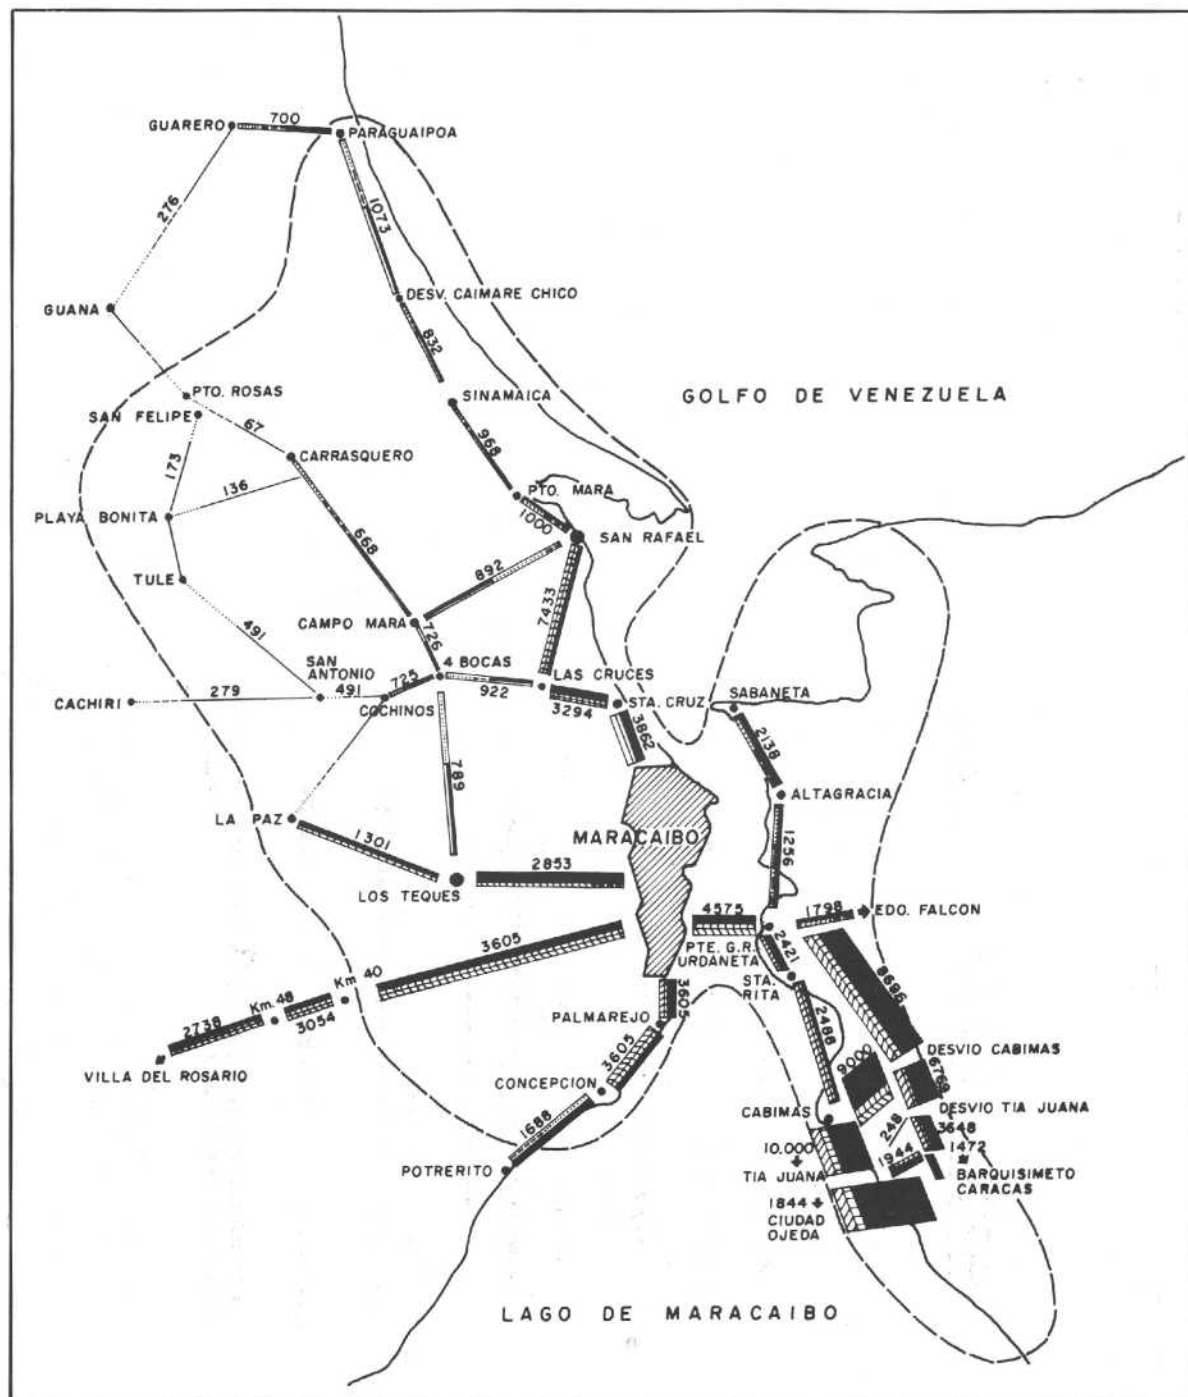 700
GUARERO
PARAGUAIPOA
276
1073
DESV. CAIMARE CHICO
GUANA
832
PTO. ROSAS
SAN FELIPE
SINAMAICA
GOLFO DE VENEZUELA
67
968
173
CARRASQUERO
136
PTO. MARA
PLAYA BONITA
1000
SAN RAFAEL
668
892
TULE
7433
CAMPO MARA
726
491
SAN
ANTONIO
4 BOCAS
725
LAS CRUCES
279
491
922
SABANETA
CACHIRI
COCHINOS
3294
STA. CRUZ
3862
2138
789
ALTAGRACIA
LA PAZ
1301
MARACAIBO
1256
2853
LOS TEQUES
4575
1798
EDO. FALCON
3605
PTE. G.R.
URDANETA
2421
STA.
RITA
8696
Km. 40
Km. 48
3605
2738
3054
2486
PALMAREJO
DESVIO CABIMAS
9000
6769
VILLA DEL ROSARIO
3605
CONCEPCION
DESVIO TIA JUANA
CABIMAS
248
3648
1688
10.000
1472
1944
POTRERITO
TIA JUANA
BARQUISIMETO
CARACAS
1844
CIUDAD
OJEDA
LAGO DE MARACAIBO